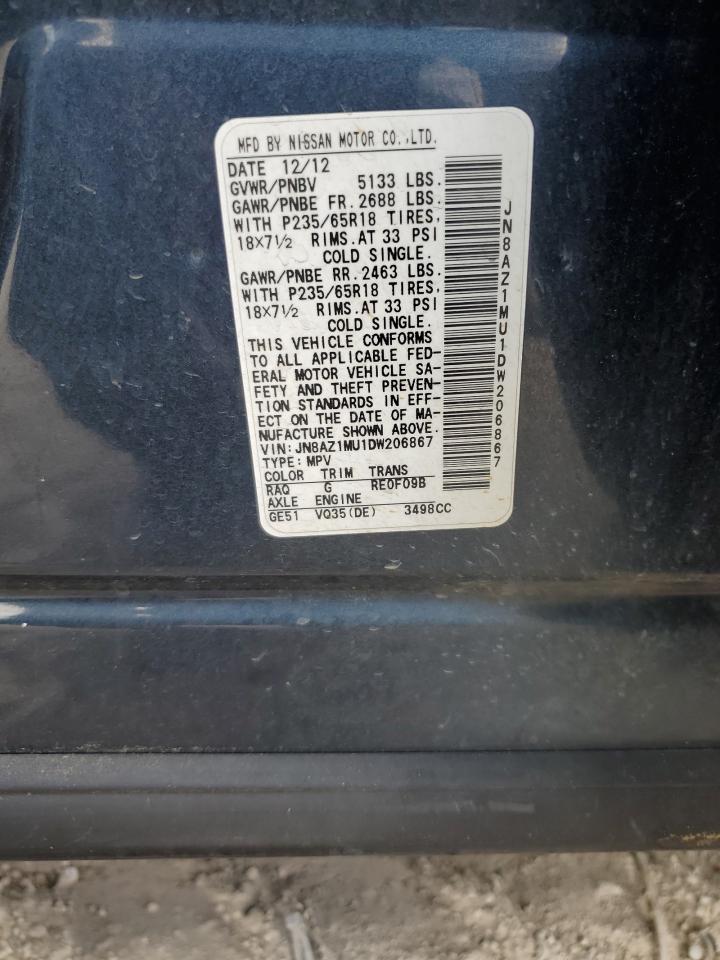 MFD BY NISSAN MOTOR CO.,LTD.
DATE 12/12
GVWR/PNBV 5133 LBS.
GAWR/PNBE FR. 2688 LBS.
WITH P235/65R18 TIRES,
18X7½ RIMS. AT 33 PSI
COLD SINGLE.
GAWR/PNBE RR. 2463 LBS.
WITH P235/65R18 TIRES,
18X7½ RIMS. AT 33 PSI
COLD SINGLE.
THIS VEHICLE CONFORMS
TO ALL APPLICABLE FED-
ERAL MOTOR VEHICLE SA-
FETY AND THEFT PREVEN-
TION STANDARDS IN EFF-
ECT ON THE DATE OF MA-
NUFACTURE SHOWN ABOVE.
VIN: JN8AZ1MU1DW206867
TYPE: MPV
COLOR TRIM TRANS
RAQ G RE0F09B
AXLE ENGINE
GE51 VQ35(DE) 3498CC
JN8AZ1MU1DW206867